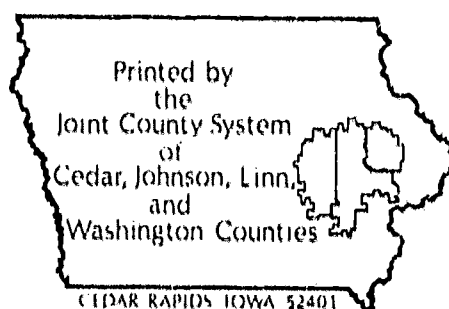 Printed by
the
Joint County System
of
Cedar, Johnson, Linn,
and
Washington Counties
CEDAR RAPIDS IOWA 52401